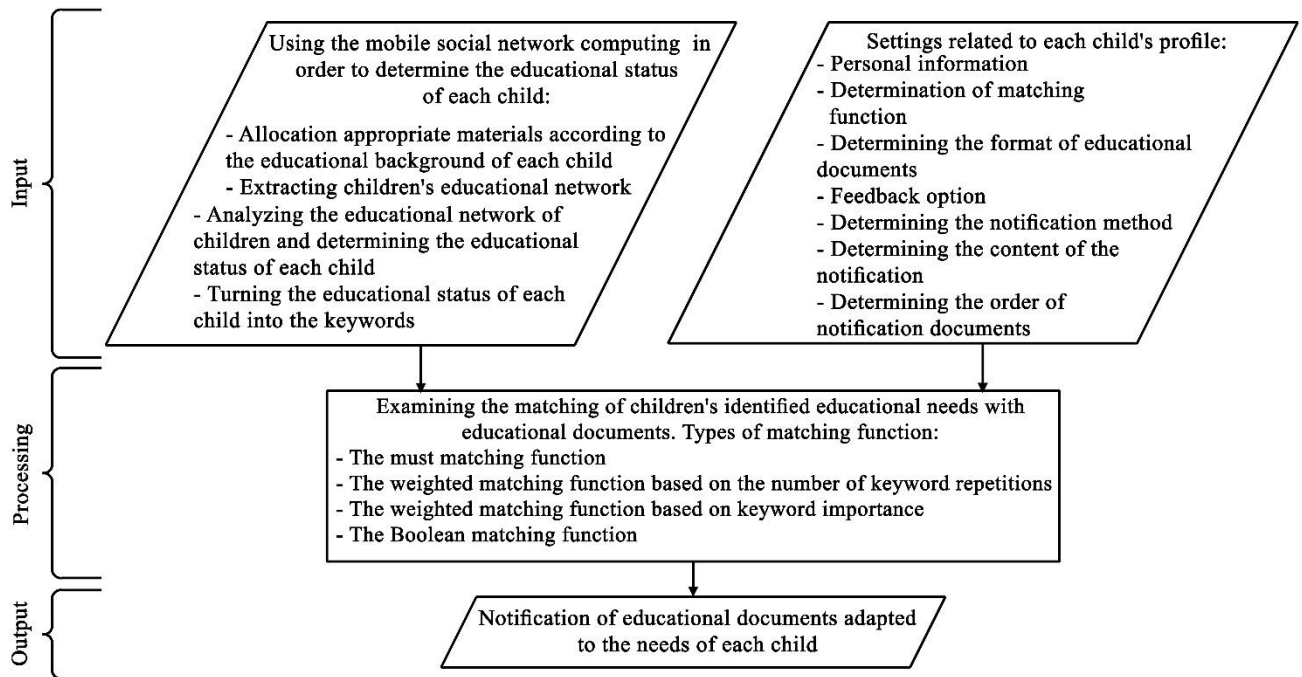 Input
Using the mobile social network computing in
order to determine the educational status
of each child:
- Allocation appropriate materials according to
the educational background of each child
- Extracting children's educational network
- Analyzing the educational network of
children and determining the educational
status of each child
- Turning the educational status of each
child into the keywords
Settings related to each child's profile:
- Personal information
- Determination of matching
function
- Determining the format of educational
documents
- Feedback option
- Determining the notification method
- Determining the content of the
notification
- Determining the order of
notification documents
Processing
Examining the matching of children's identified educational needs with
educational documents. Types of matching function:
- The must matching function
- The weighted matching function based on the number of keyword repetitions
- The weighted matching function based on keyword importance
- The Boolean matching function
Output
Notification of educational documents adapted
to the needs of each child